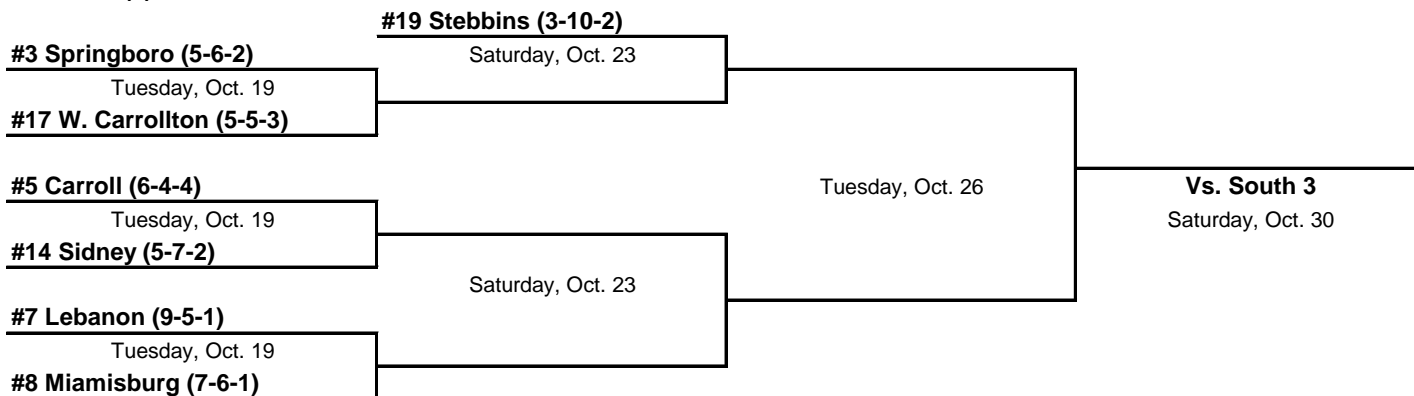 #19 Stebbins (3-10-2)
#3 Springboro (5-6-2)
Saturday, Oct. 23
Tuesday, Oct. 19
#17 W. Carrollton (5-5-3)
#5 Carroll (6-4-4)
Tuesday, Oct. 26
Vs. South 3
Tuesday, Oct. 19
Saturday, Oct. 30
#14 Sidney (5-7-2)
Saturday, Oct. 23
#7 Lebanon (9-5-1)
Tuesday, Oct. 19
#8 Miamisburg (7-6-1)